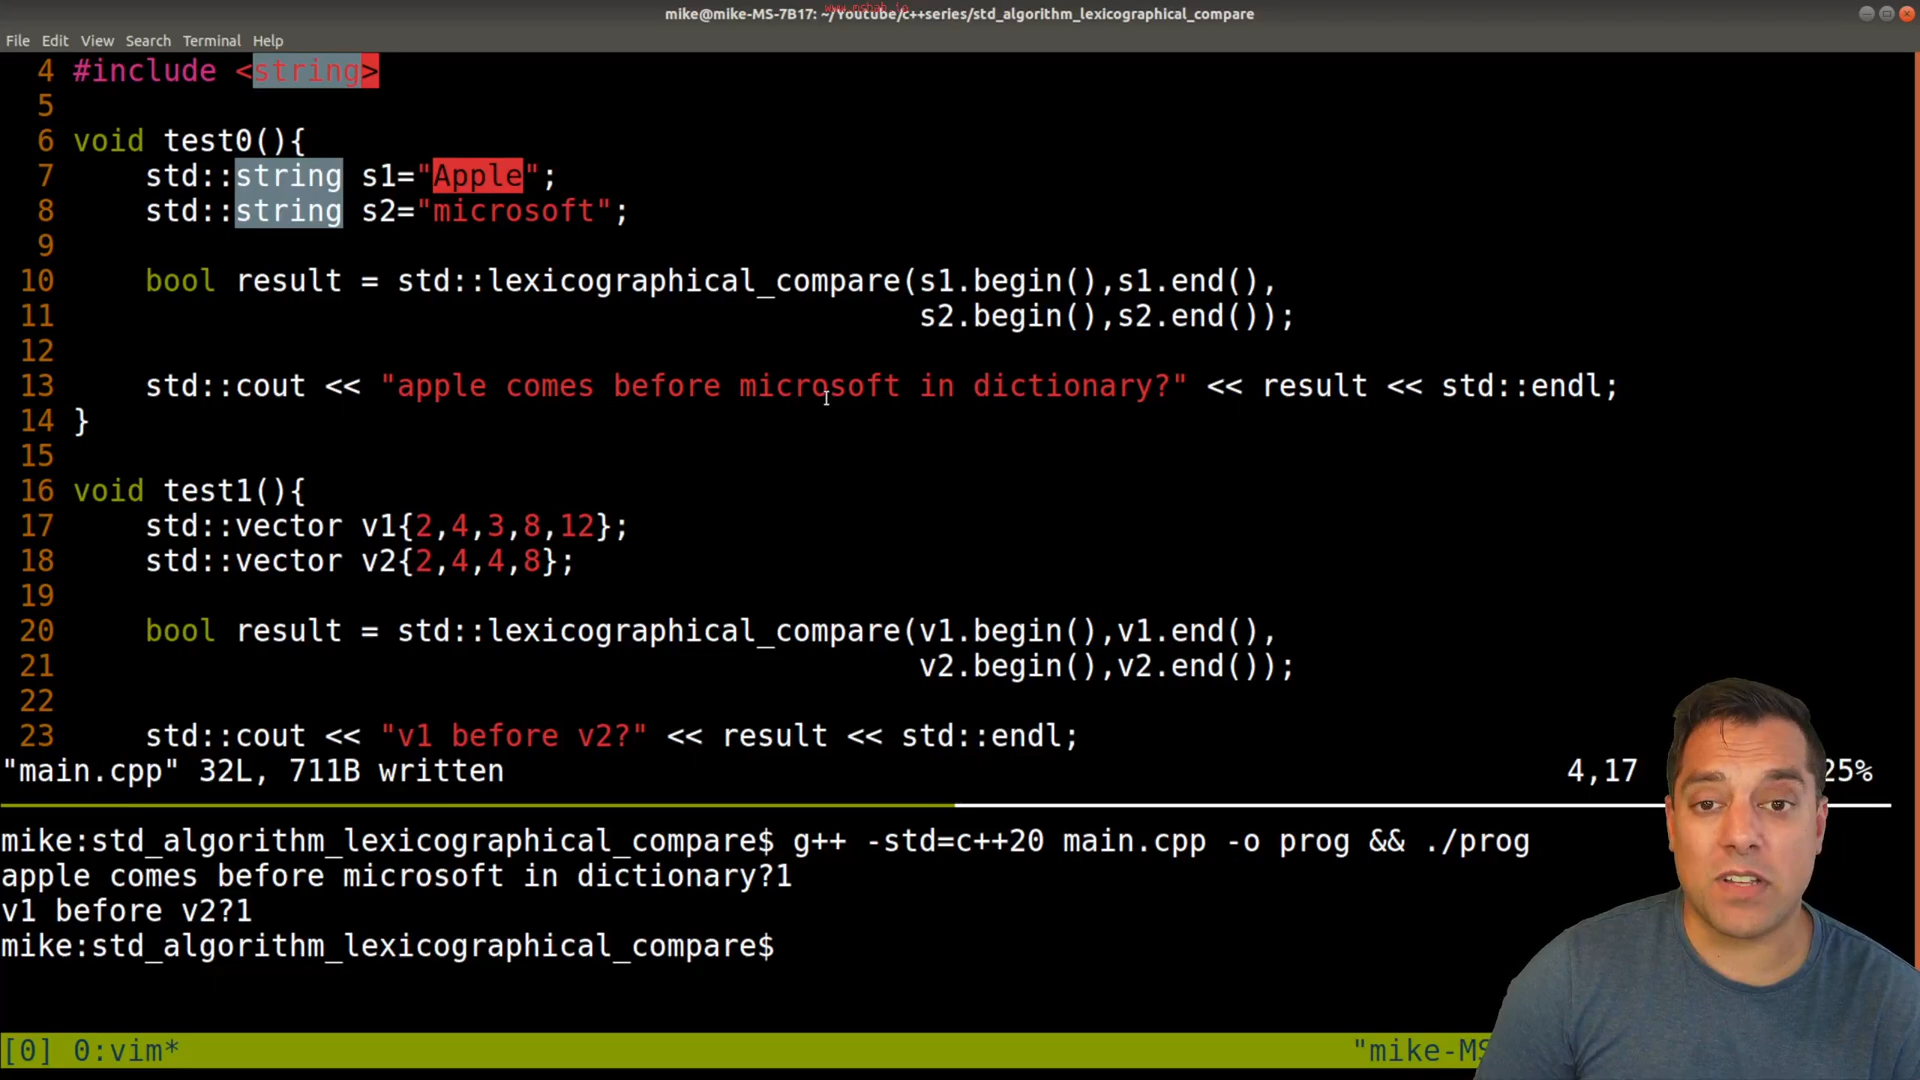 www.mshah.io
mike@mike-MS-7B17: ~/Youtube/c++series/std_algorithm_lexicographical_compare
File Edit View Search Terminal Help
4 #include <string>
5
6 void test0(){
7     std::string s1="Apple";
8     std::string s2="microsoft";
9
10     bool result = std::lexicographical_compare(s1.begin(),s1.end(),
11                                                s2.begin(),s2.end());
12
13     std::cout << "apple comes before microsoft in dictionary?" << result << std::endl;
14 }
15
16 void test1(){
17     std::vector v1{2,4,3,8,12};
18     std::vector v2{2,4,4,8};
19
20     bool result = std::lexicographical_compare(v1.begin(),v1.end(),
21                                                v2.begin(),v2.end());
22
23     std::cout << "v1 before v2?" << result << std::endl;
"main.cpp" 32L, 711B written 4,17 25%
mike:std_algorithm_lexicographical_compare$ g++ -std=c++20 main.cpp -o prog && ./prog
apple comes before microsoft in dictionary?1
v1 before v2?1
mike:std_algorithm_lexicographical_compare$
[0] 0:vim* "mike-MS